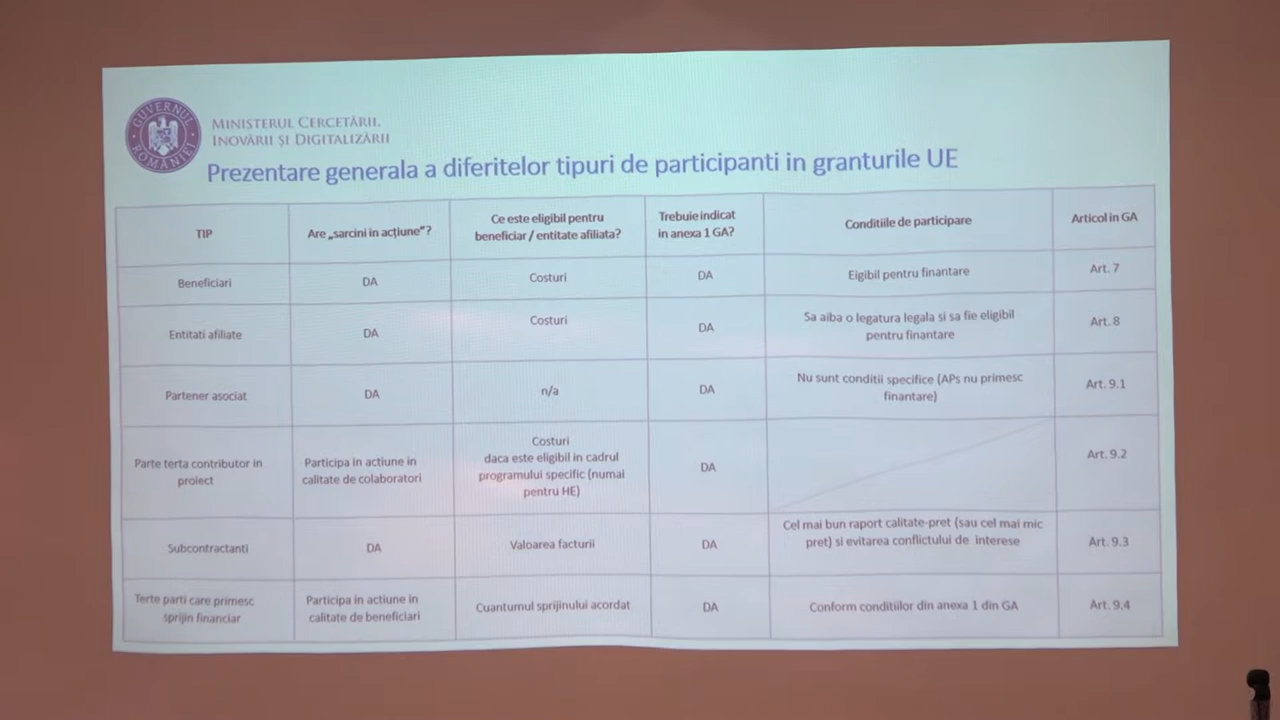 GUVERNUL ROMÂNIEI
MINISTERUL CERCETĂRII,
INOVĂRII ȘI DIGITALIZĂRII
Prezentare generala a diferitelor tipuri de participanti in granturile UE
TIP
Are „sarcini in acțiune”?
Ce este eligibil pentru
beneficiar / entitate afiliata?
Trebuie indicat
in anexa 1 GA?
Conditiile de participare
Articol in GA
Beneficiari
DA
Costuri
DA
Eigibil pentru finantare
Art. 7
Entitati afiliate
DA
Costuri
DA
Sa aiba o legatura legala si sa fie eligibil
pentru finantare
Art. 8
Partener asociat
DA
n/a
DA
Nu sunt conditii specifice (APs nu primesc
finantare)
Art. 9.1
Parte terta contributor in
proiect
Participa in actiune in
calitate de colaboratori
Costuri
daca este eligibil in cadrul
programului specific (numai
pentru HE)
DA
Art. 9.2
Subcontractanti
DA
Valoarea facturii
DA
Cel mai bun raport calitate-pret (sau cel mai mic
pret) si evitarea conflictului de interese
Art. 9.3
Terte parti care primesc
sprijin financiar
Participa in actiune in
calitate de beneficiari
Cuantumul sprijinului acordat
DA
Conform conditiilor din anexa 1 din GA
Art. 9.4